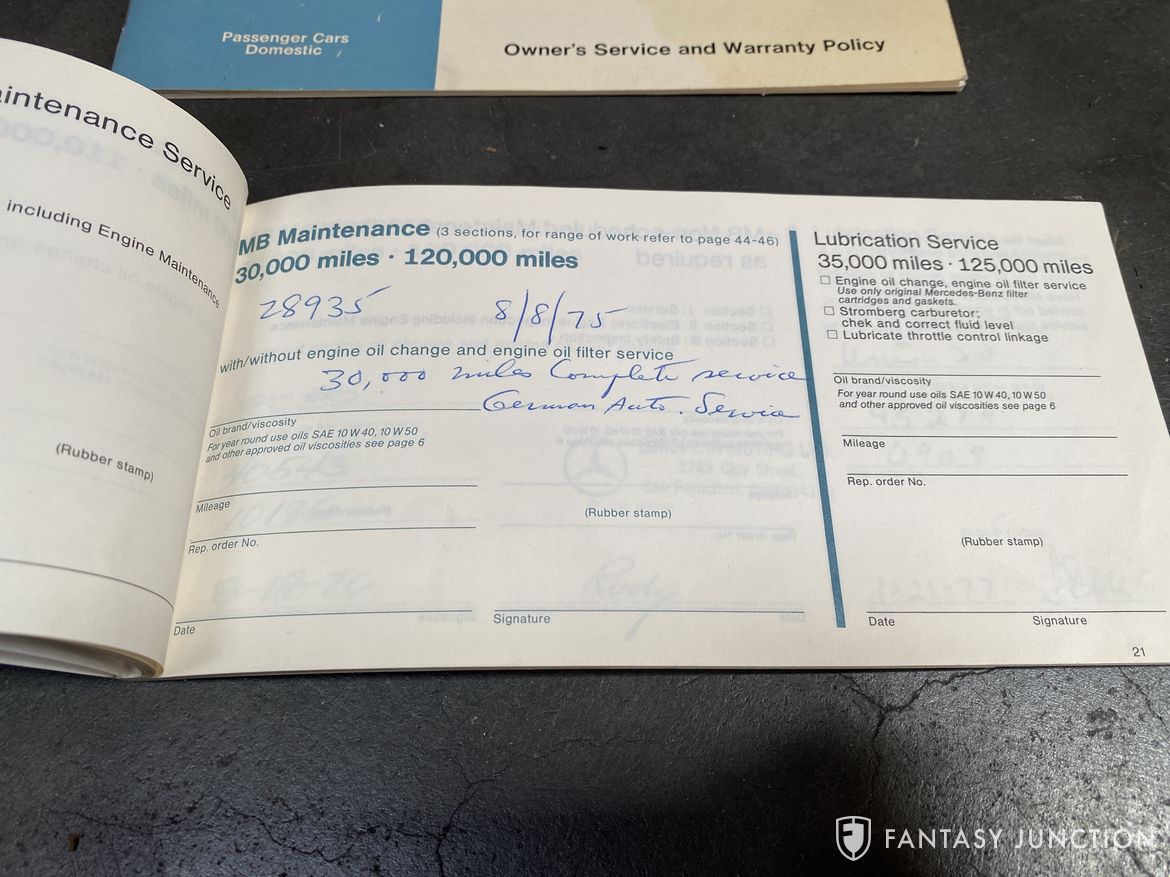 Passenger Cars
Domestic
Owner's Service and Warranty Policy
Maintenance Service
including Engine Maintenance
(Rubber stamp)
MB Maintenance (3 sections, for range of work refer to page 44-46)
30,000 miles · 120,000 miles
28935 8/8/75
with/without engine oil change and engine oil filter service
30,000 miles Complete service
German Auto. Service
Oil brand/viscosity
For year round use oils SAE 10 W 40, 10 W 50
and other approved oil viscosities see page 6
Mileage
(Rubber stamp)
Rep. order No.
Date
Signature
Lubrication Service
35,000 miles · 125,000 miles
☐ Engine oil change, engine oil filter service
Use only original Mercedes-Benz filter
cartridges and gaskets.
☐ Stromberg carburetor;
chek and correct fluid level
☐ Lubricate throttle control linkage
Oil brand/viscosity
For year round use oils SAE 10 W 40, 10 W 50
and other approved oil viscosities see page 6
Mileage
Rep. order No.
(Rubber stamp)
Date
Signature
21
FANTASY JUNCTION